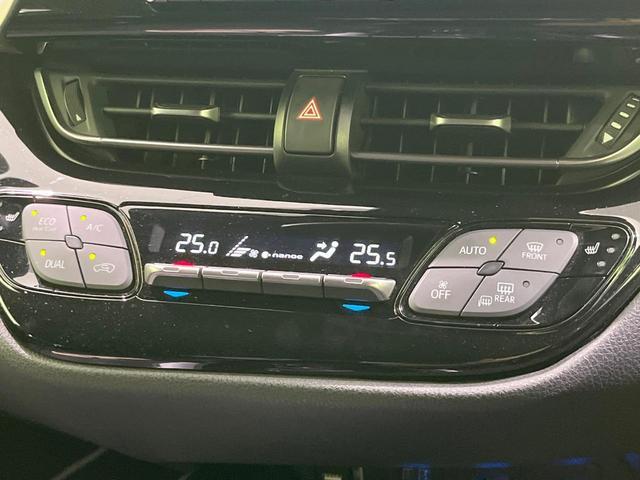 ECO
A/C
DUAL
25.0
nanoe
25.5
AUTO
FRONT
OFF
REAR